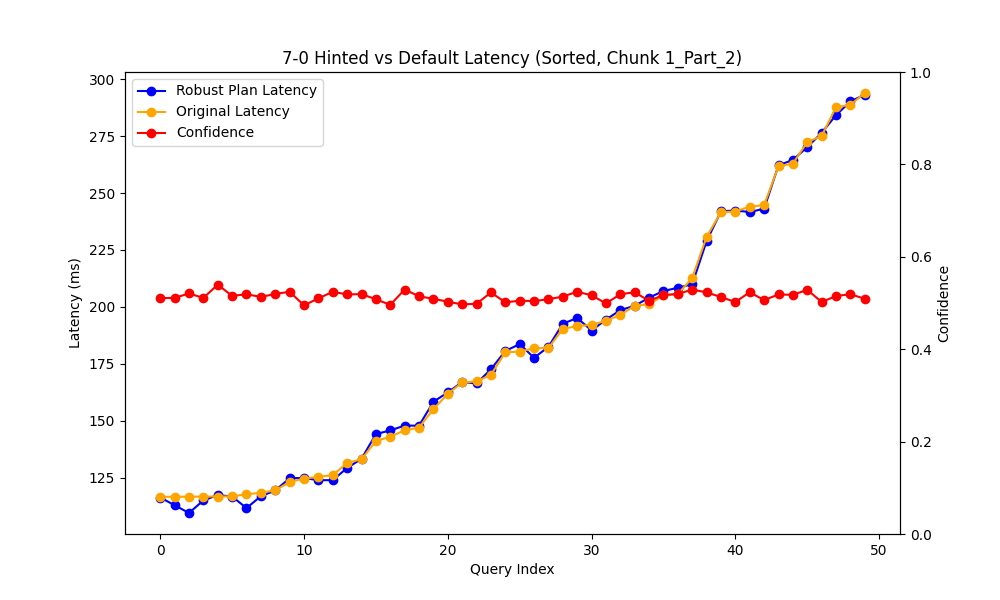 7-0 Hinted vs Default Latency (Sorted, Chunk 1_Part_2)
Robust Plan Latency
Original Latency
Confidence
Latency (ms)
300
275
250
225
200
175
150
125
1.0
0.8
0.6
0.4
0.2
0.0
Confidence
0 10 20 30 40 50
Query Index